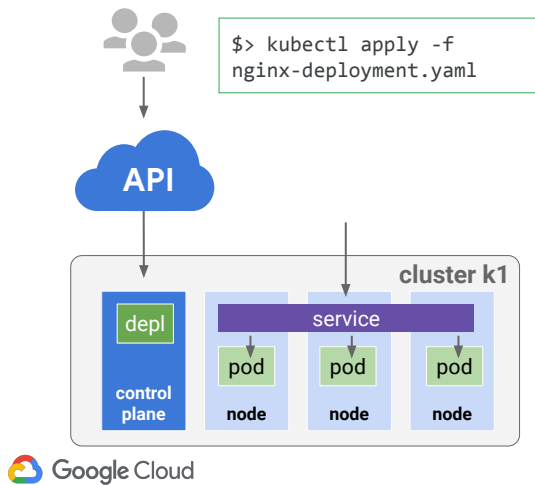 $> kubectl apply -f
nginx-deployment.yaml
API
cluster k1
depl
service
pod
pod
pod
control
plane
node
node
node
Google Cloud